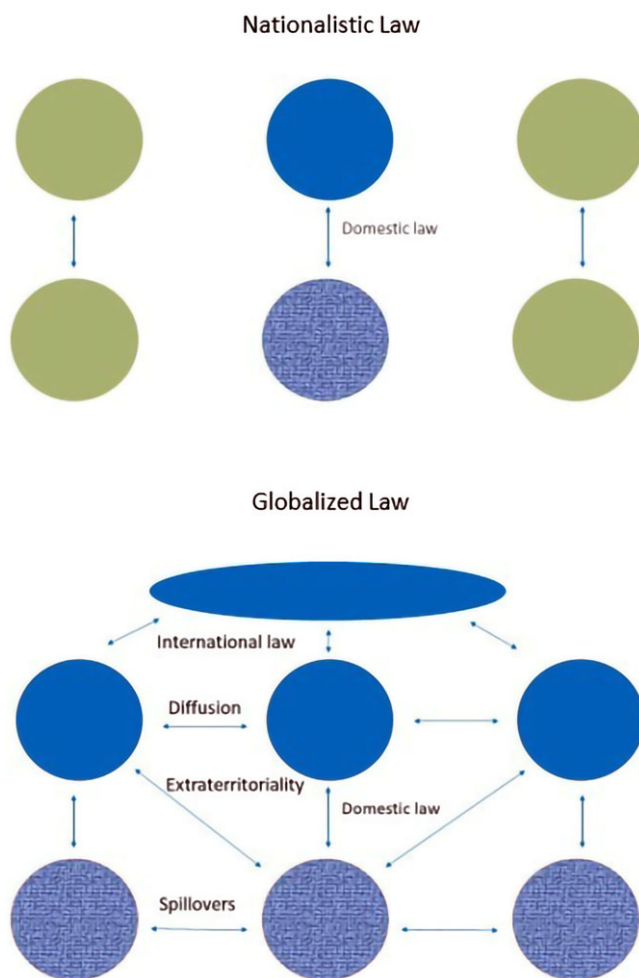 Nationalistic Law
Domestic law
Globalized Law
International law
Diffusion
Extraterritoriality
Domestic law
Spillovers